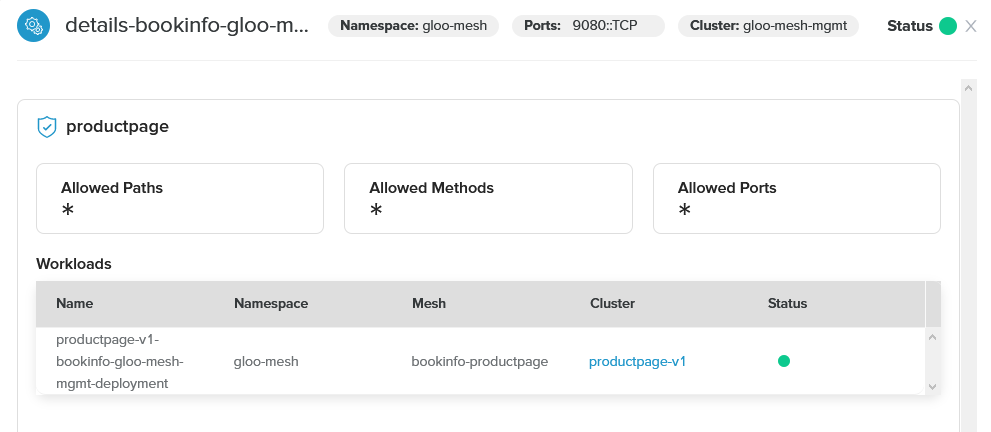 details-bookinfo-gloo-m... Namespace: gloo-mesh Ports: 9080::TCP Cluster: gloo-mesh-mgmt Status
productpage
Allowed Paths Allowed Methods Allowed Ports
* * *
Workloads
Name Namespace Mesh Cluster Status
productpage-v1-
bookinfo-gloo-mesh- gloo-mesh bookinfo-productpage productpage-v1
mgmt-deployment